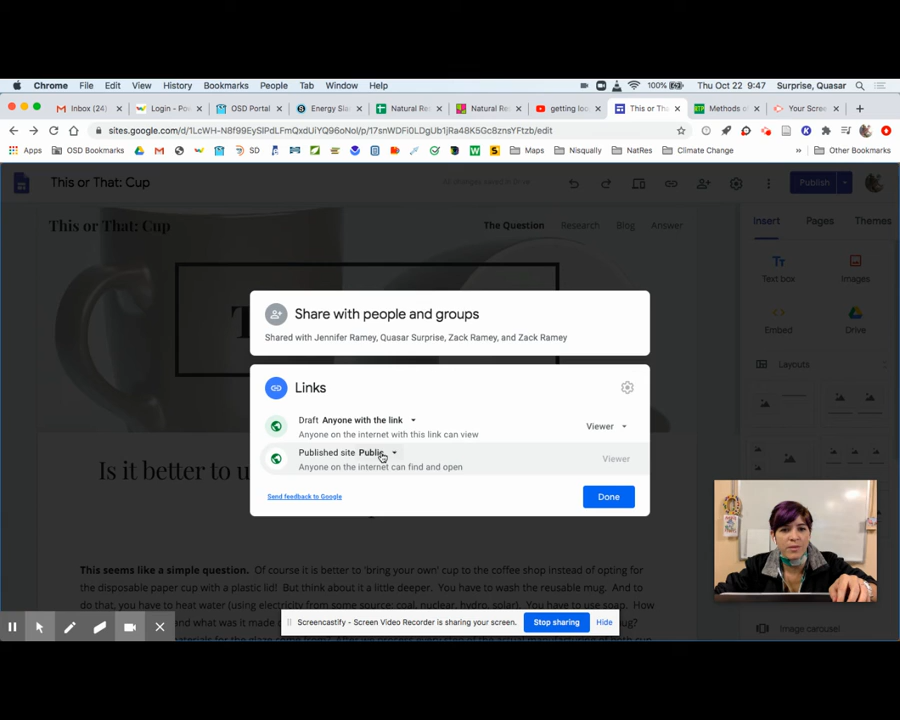 Chrome File Edit View History Bookmarks People Tab Window Help 100% Thu Oct 22 9:47 Surprise, Quasar
Inbox (24) Login - Pow OSD Portal Energy Sla Natural Res Natural Re getting loo This or Tha Methods o Your Scree
sites.google.com/d/1LcWH-N8f99EySlPdLFmQxdUiYQ96oNol/p/17snWDFi0LDgUb1jRa48K5Gc8znsYFtzb/edit
Apps OSD Bookmarks SD Maps Nisqually NatRes Climate Change » Other Bookmarks
This or That: Cup All changes saved in Drive Publish
This or That: Cup The Question Research Blog Answer Insert Pages Themes
Text box Images
Embed Drive
Layouts
Share with people and groups
Shared with Jennifer Ramey, Quasar Surprise, Zack Ramey, and Zack Ramey
Links
Draft Anyone with the link
Anyone on the internet with this link can view
Viewer
Published site Public
Anyone on the internet can find and open
Viewer
Send feedback to Google
Done
Is it better to u
This seems like a simple question. Of course it is better to 'bring your own' cup to the coffee shop instead of opting for
the disposable paper cup with a plastic lid! But think about it a little deeper. You have to wash the reusable mug. And to
do that, you have to heat water (using electricity from some source: coal, nuclear, hydro, solar). You have to use soap. How
and what was it made o
Screencastify - Screen Video Recorder is sharing your screen. Stop sharing Hide
Image carousel